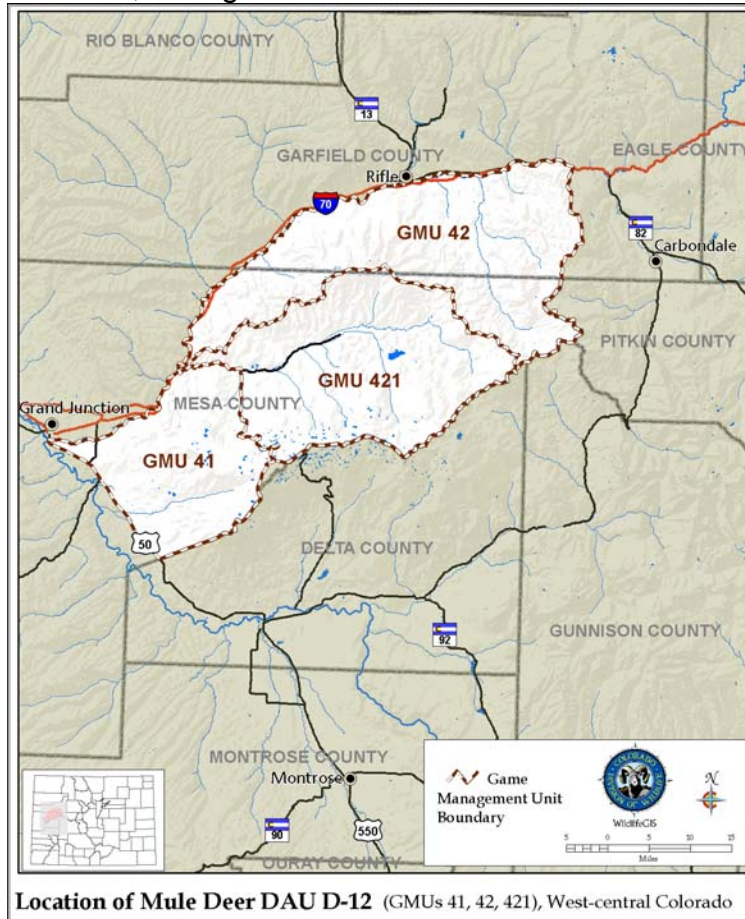 RIO BLANCO COUNTY
13
GARFIELD COUNTY
EAGLE COUNTY
Rifle
70
GMU 42
82
Carbondale
PITKIN COUNTY
GMU 421
Grand Junction
MESA COUNTY
GMU 41
50
DELTA COUNTY
92
GUNNISON COUNTY
MONTROSE COUNTY
Montrose
90
550
OURAY COUNTY
Game
Management Unit
Boundary
COLORADO
WildlifeGIS
N
5 0 5 10 15
Miles
Location of Mule Deer DAU D-12 (GMUs 41, 42, 421), West-central Colorado